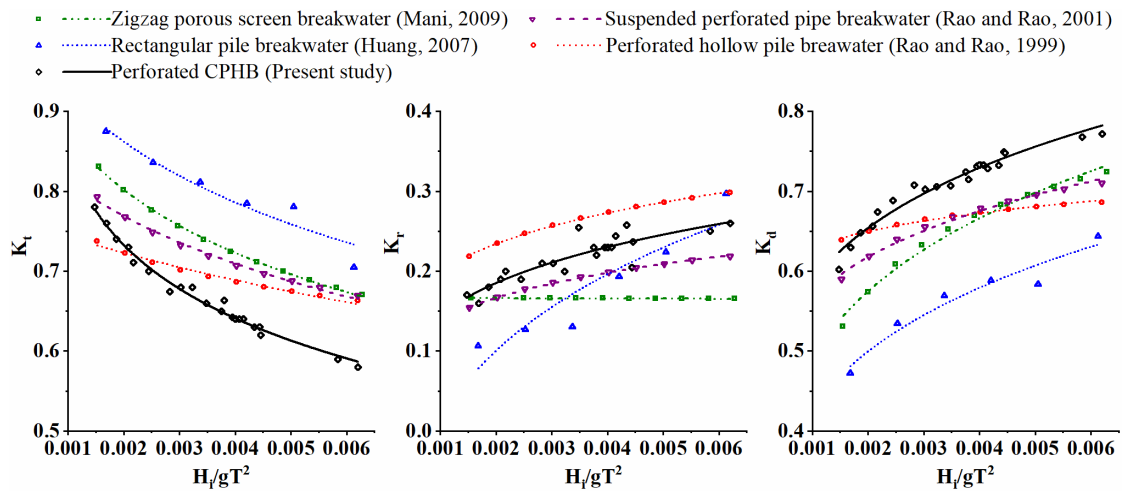 Zigzag porous screen breakwater (Mani, 2009)
Suspended perforated pipe breakwater (Rao and Rao, 2001)
Rectangular pile breakwater (Huang, 2007)
Perforated hollow pile breawater (Rao and Rao, 1999)
Perforated CPHB (Present study)
0.9
0.8
0.7
0.6
0.5
Kt
0.001 0.002 0.003 0.004 0.005 0.006
Hi/gT²
0.4
0.3
0.2
0.1
0.0
Kr
0.001 0.002 0.003 0.004 0.005 0.006
Hi/gT²
0.8
0.7
0.6
0.5
0.4
Kd
0.001 0.002 0.003 0.004 0.005 0.006
Hi/gT²